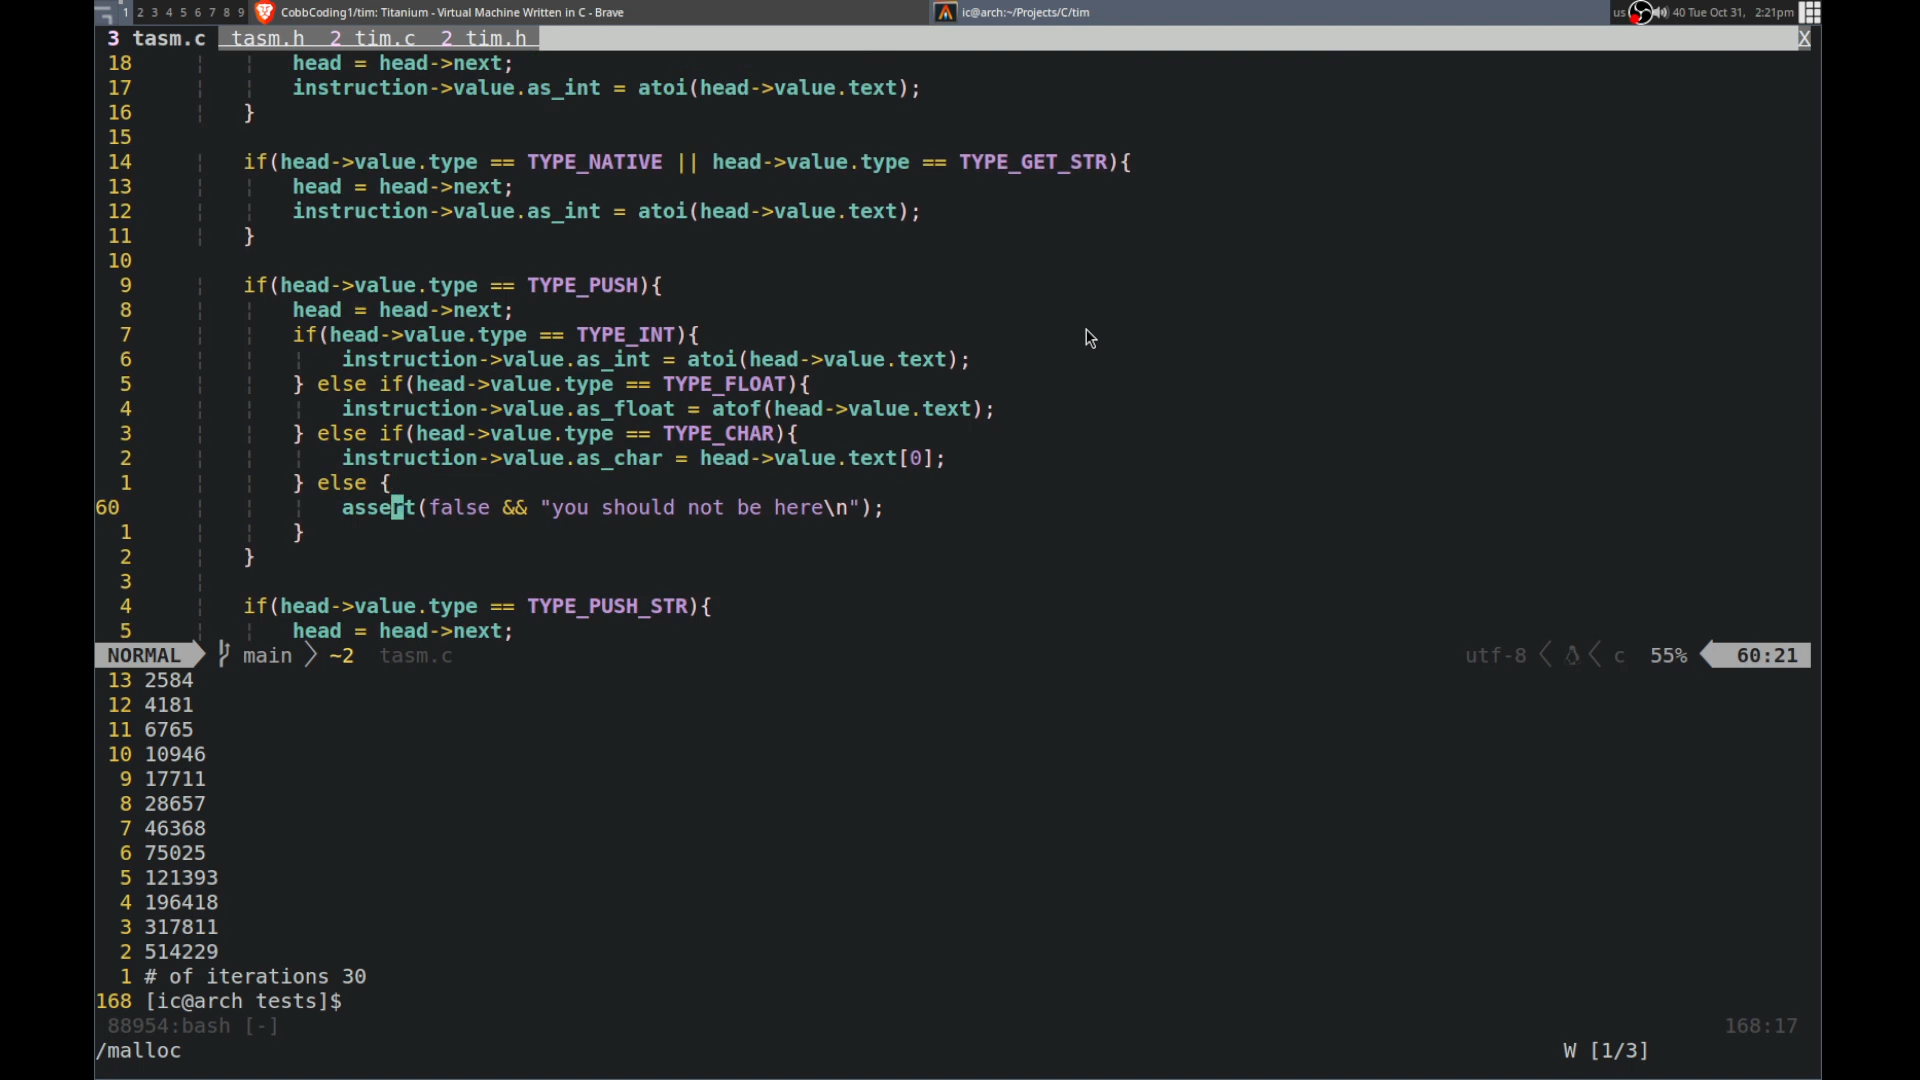 1 2 3 4 5 6 7 8 9 CobbCoding1/tim: Titanium - Virtual Machine Written in C - Brave ic@arch:~/Projects/C/tim us 40 Tue Oct 31, 2:21pm
3 tasm.c tasm.h 2 tim.c 2 tim.h X
18 head = head->next;
17 instruction->value.as_int = atoi(head->value.text);
16 }
15
14 if(head->value.type == TYPE_NATIVE || head->value.type == TYPE_GET_STR){
13 head = head->next;
12 instruction->value.as_int = atoi(head->value.text);
11 }
10
9 if(head->value.type == TYPE_PUSH){
8 head = head->next;
7 if(head->value.type == TYPE_INT){
6 instruction->value.as_int = atoi(head->value.text);
5 } else if(head->value.type == TYPE_FLOAT){
4 instruction->value.as_float = atof(head->value.text);
3 } else if(head->value.type == TYPE_CHAR){
2 instruction->value.as_char = head->value.text[0];
1 } else {
60 assert(false && "you should not be here\n");
1 }
2 }
3
4 if(head->value.type == TYPE_PUSH_STR){
5 head = head->next;
NORMAL main ~2 tasm.c utf-8 c 55% 60:21
13 2584
12 4181
11 6765
10 10946
9 17711
8 28657
7 46368
6 75025
5 121393
4 196418
3 317811
2 514229
1 # of iterations 30
168 [ic@arch tests]$
88954:bash [-] 168:17
/malloc W [1/3]